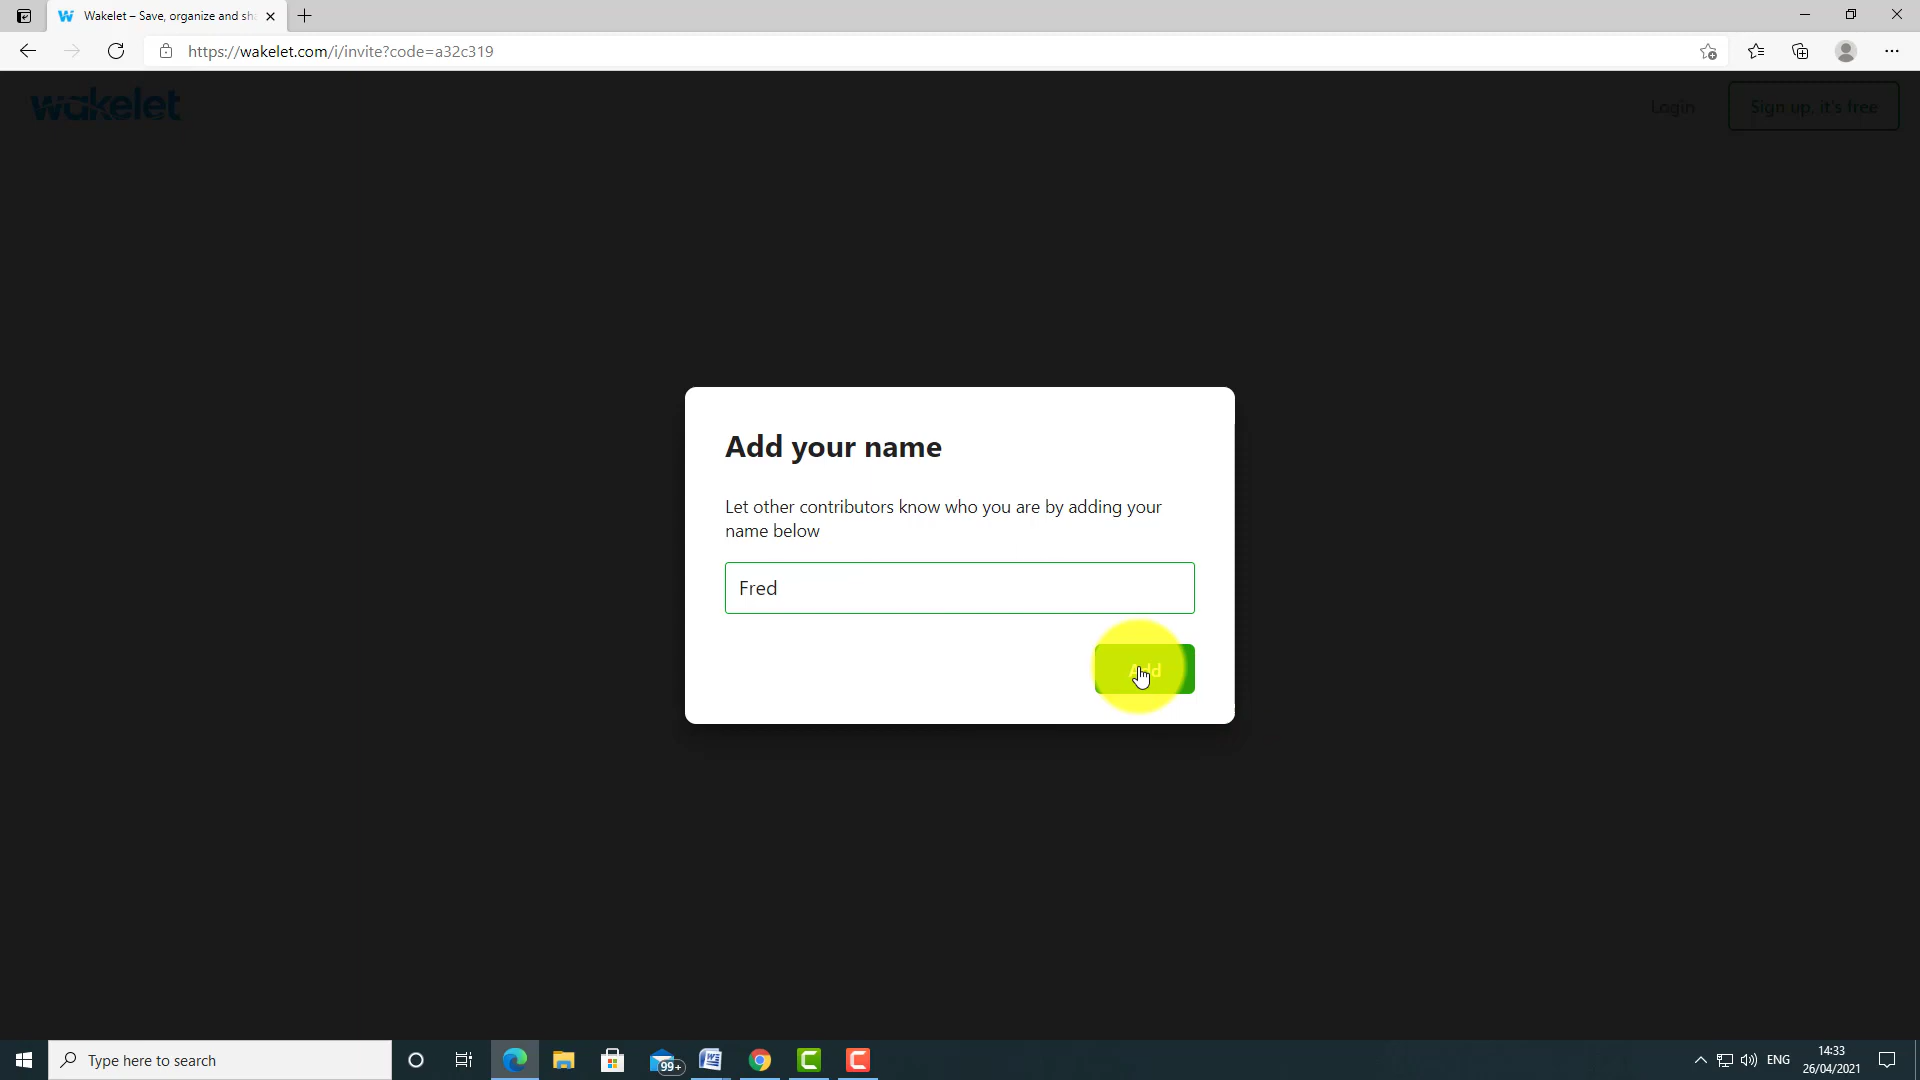 Wakelet – Save, organize and sh
https://wakelet.com/i/invite?code=a32c319
wakelet
Login
Sign up, it's free
Add your name
Let other contributors know who you are by adding your
name below
Fred
Add
Type here to search
99+
ENG
14:33
26/04/2021